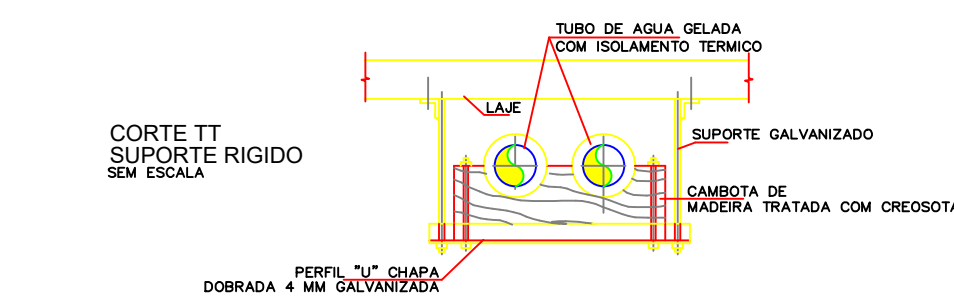 TUBO DE AGUA GELADA
COM ISOLAMENTO TERMICO
LAJE
CORTE TT
SUPORTE RIGIDO
SEM ESCALA
SUPORTE GALVANIZADO
CAMBOTA DE
MADEIRA TRATADA COM CREOSOTA
PERFIL "U" CHAPA
DOBRADA 4 MM GALVANIZADA